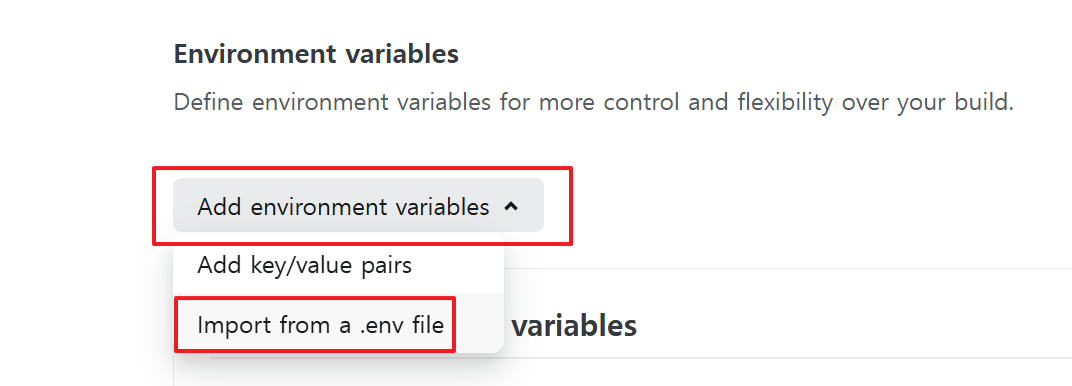 Environment variables
Define environment variables for more control and flexibility over your build.
Add environment variables
Add key/value pairs
Import from a .env file
variables